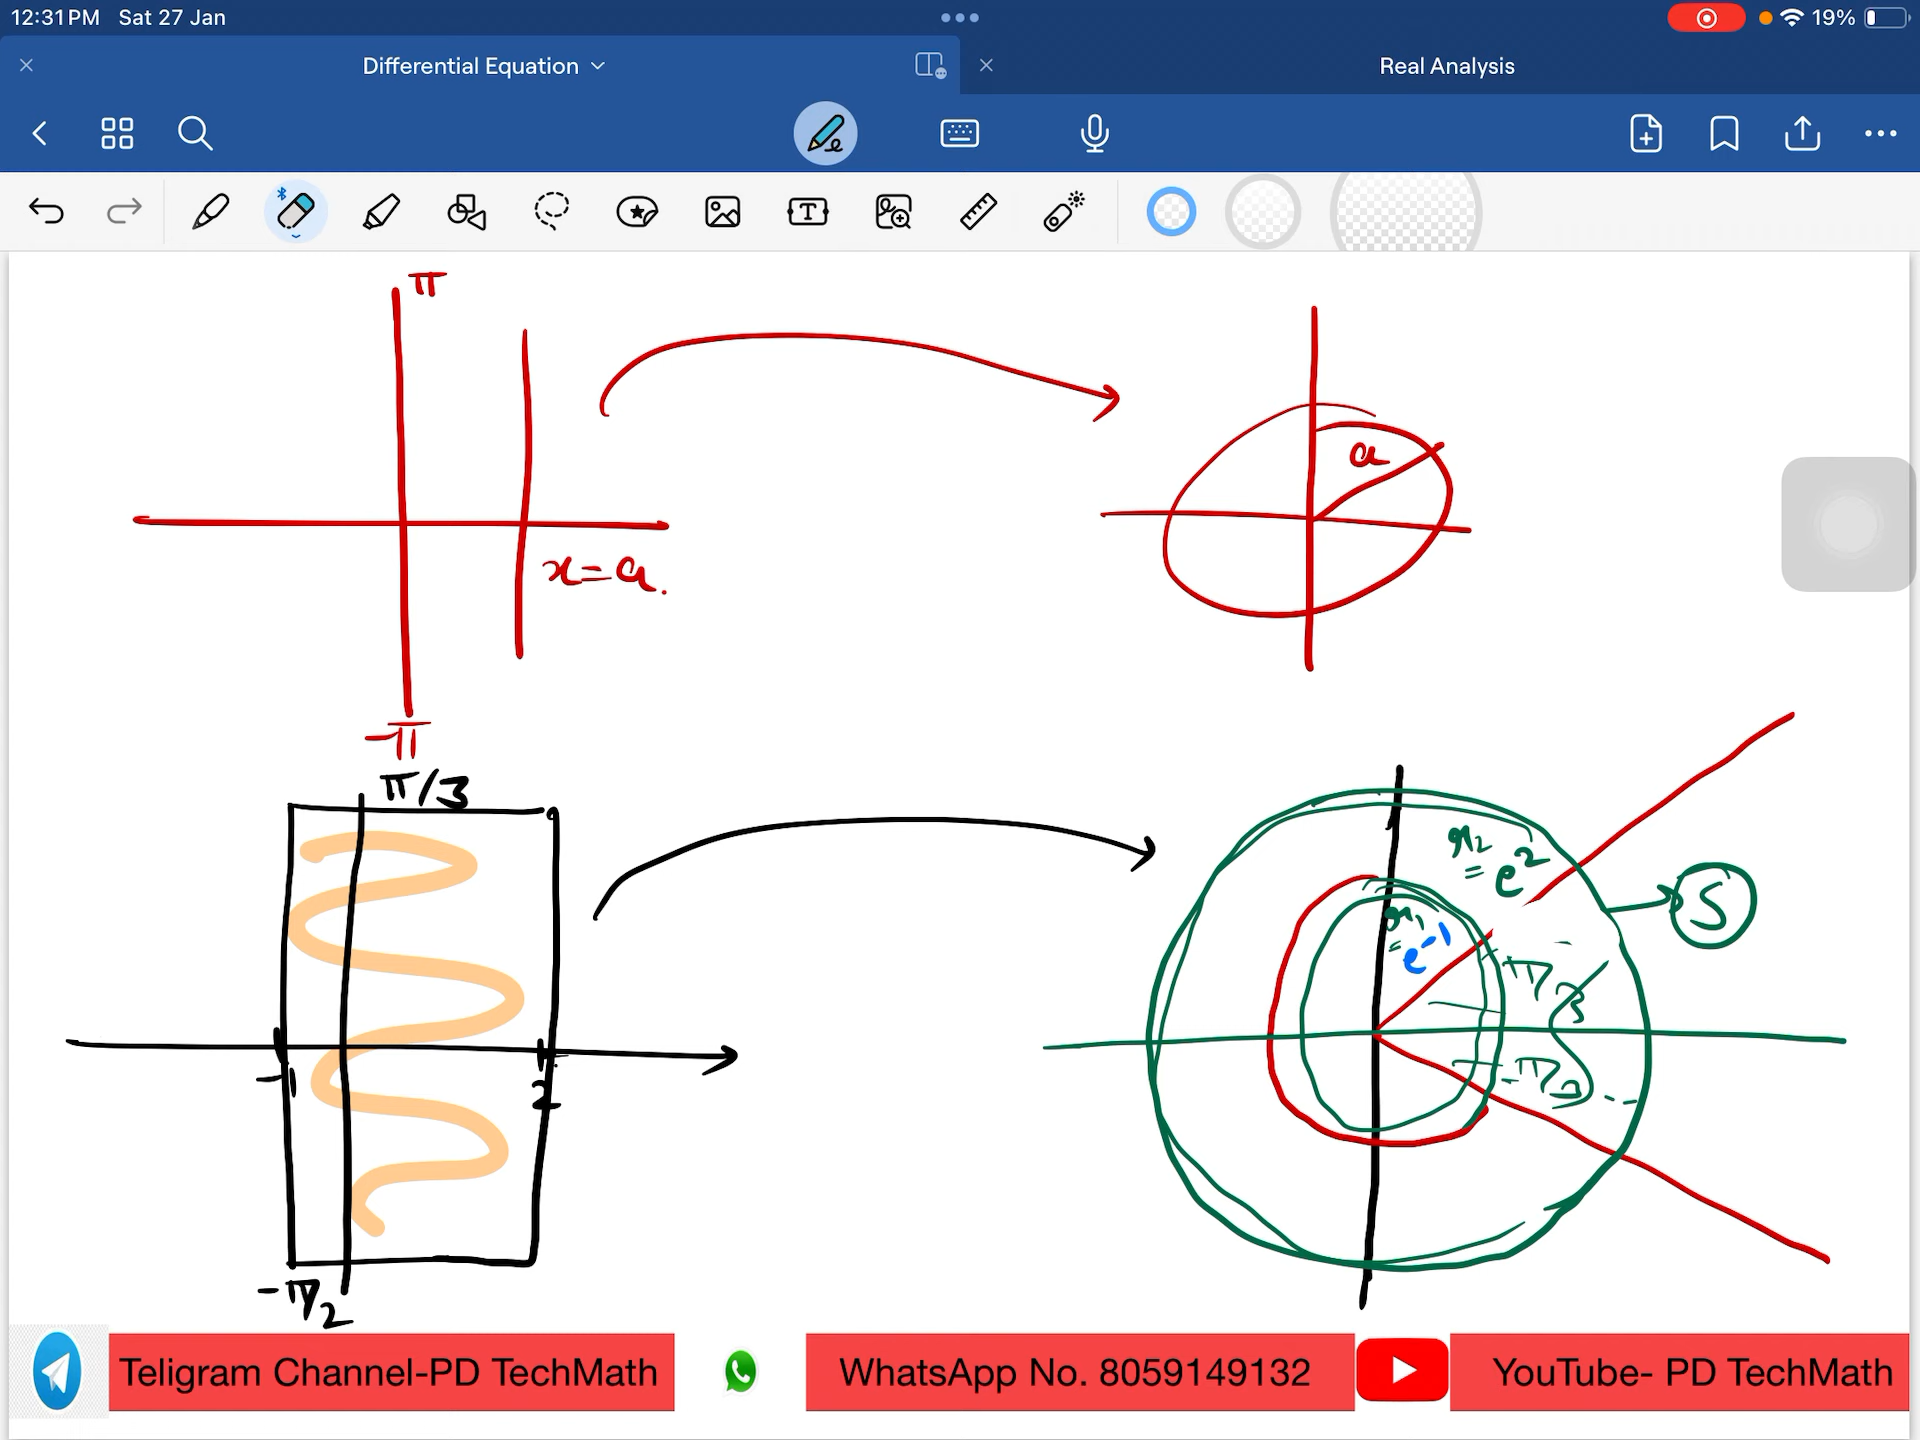 12:31 PM Sat 27 Jan
19%
Differential Equation
Real Analysis
π
a
x=a.
-π
π/3
r₂
= e²
S
r₁
= e⁻¹
π/3
-1
2
-π/2
-π/2
Teligram Channel-PD TechMath
WhatsApp No. 8059149132
YouTube- PD TechMath